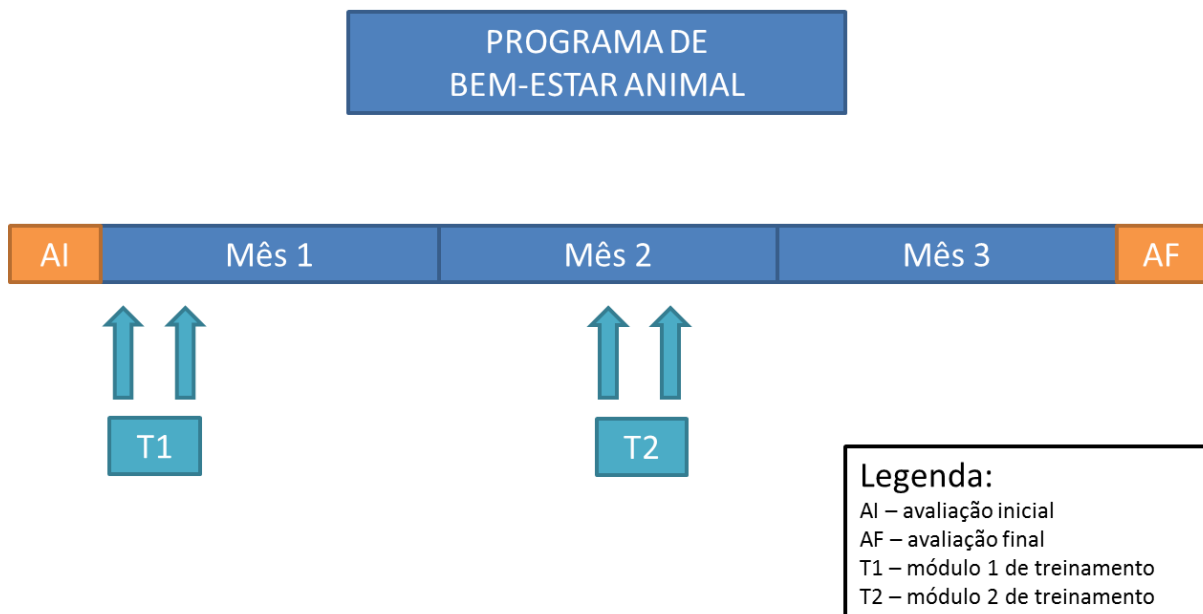 PROGRAMA DE
BEM-ESTAR ANIMAL
AI
Mês 1
Mês 2
Mês 3
AF
T1
T2
Legenda:
AI – avaliação inicial
AF – avaliação final
T1 – módulo 1 de treinamento
T2 – módulo 2 de treinamento